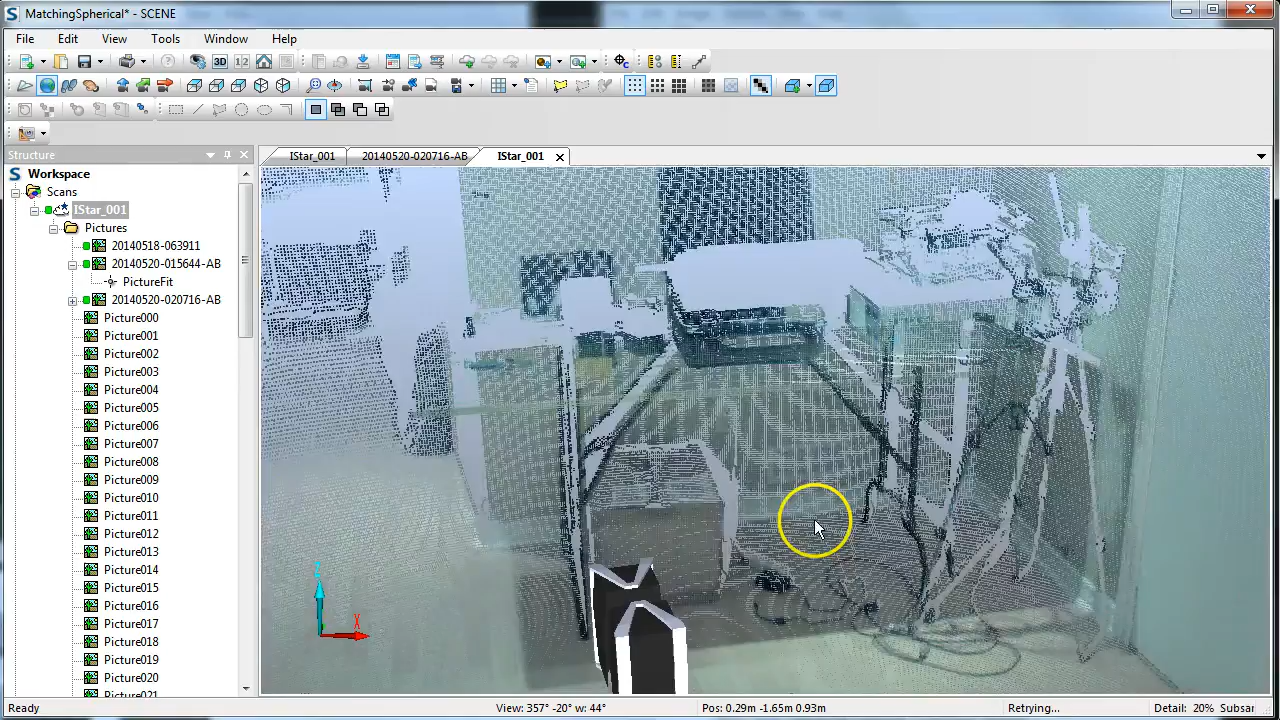 MatchingSpherical* - SCENE
File Edit View Tools Window Help
3D 1 2
Structure
IStar_001 20140520-020716-AB IStar_001
Workspace
Scans
IStar_001
Pictures
20140518-063911
20140520-015644-AB
PictureFit
20140520-020716-AB
Picture000
Picture001
Picture002
Picture003
Picture004
Picture005
Picture006
Picture007
Picture008
Picture009
Picture010
Picture011
Picture012
Picture013
Picture014
Picture015
Picture016
Picture017
Picture018
Picture019
Picture020
Picture021
Z
X
Ready View: 357° -20° w: 44° Pos: 0.29m -1.65m 0.93m Retrying... Detail: 20% Subsar